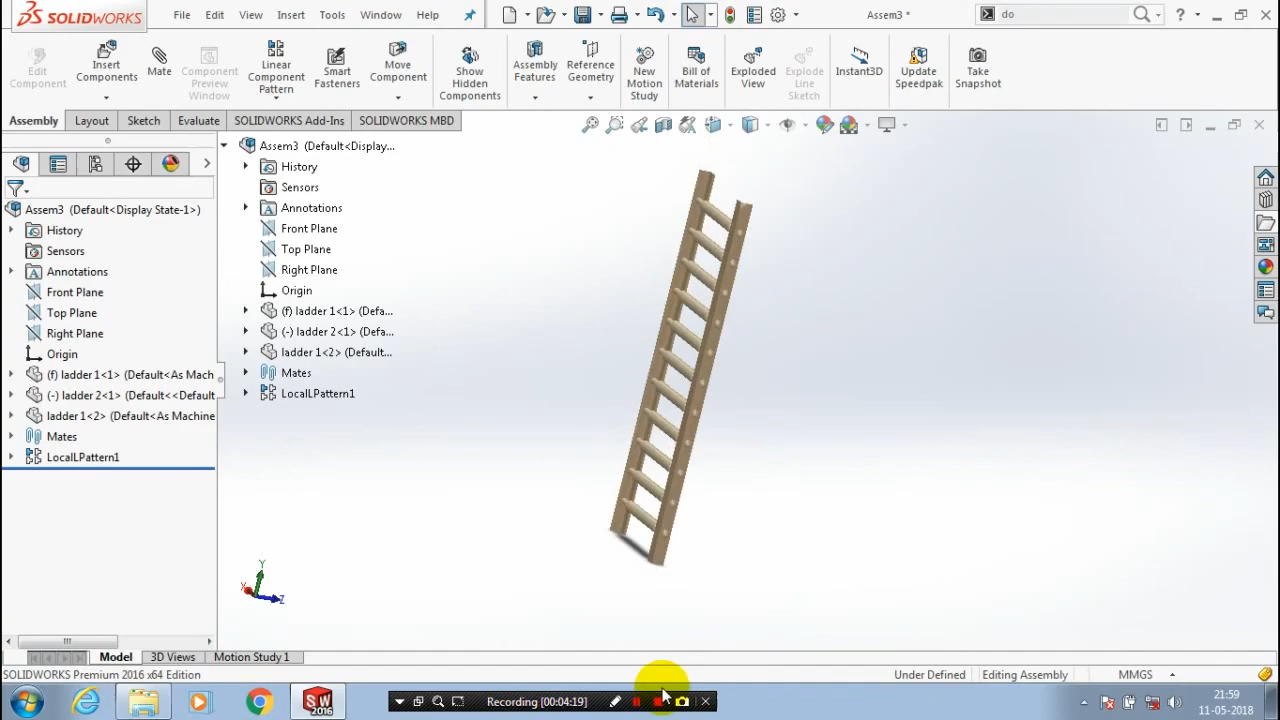 SOLIDWORKS
File Edit View Insert Tools Window Help
Assem3 *
do
Edit Component
Insert Components
Mate
Component Preview Window
Linear Component Pattern
Smart Fasteners
Move Component
Show Hidden Components
Assembly Features
Reference Geometry
New Motion Study
Bill of Materials
Exploded View
Explode Line Sketch
Instant3D
Update Speedpak
Take Snapshot
Assembly Layout Sketch Evaluate SOLIDWORKS Add-Ins SOLIDWORKS MBD
Assem3 (Default<Display State-1>)
History
Sensors
Annotations
Front Plane
Top Plane
Right Plane
Origin
(f) ladder 1<1> (Default<As Mach
(-) ladder 2<1> (Default<<Default
ladder 1<2> (Default<As Machine
Mates
LocalLPattern1
Assem3 (Default<Display...
History
Sensors
Annotations
Front Plane
Top Plane
Right Plane
Origin
(f) ladder 1<1> (Defa...
(-) ladder 2<1> (Defa...
ladder 1<2> (Default...
Mates
LocalLPattern1
Y
X
Z
Model 3D Views Motion Study 1
SOLIDWORKS Premium 2016 x64 Edition
Under Defined Editing Assembly MMGS
SW 2016
Recording [00:04:19]
21:59
11-05-2018